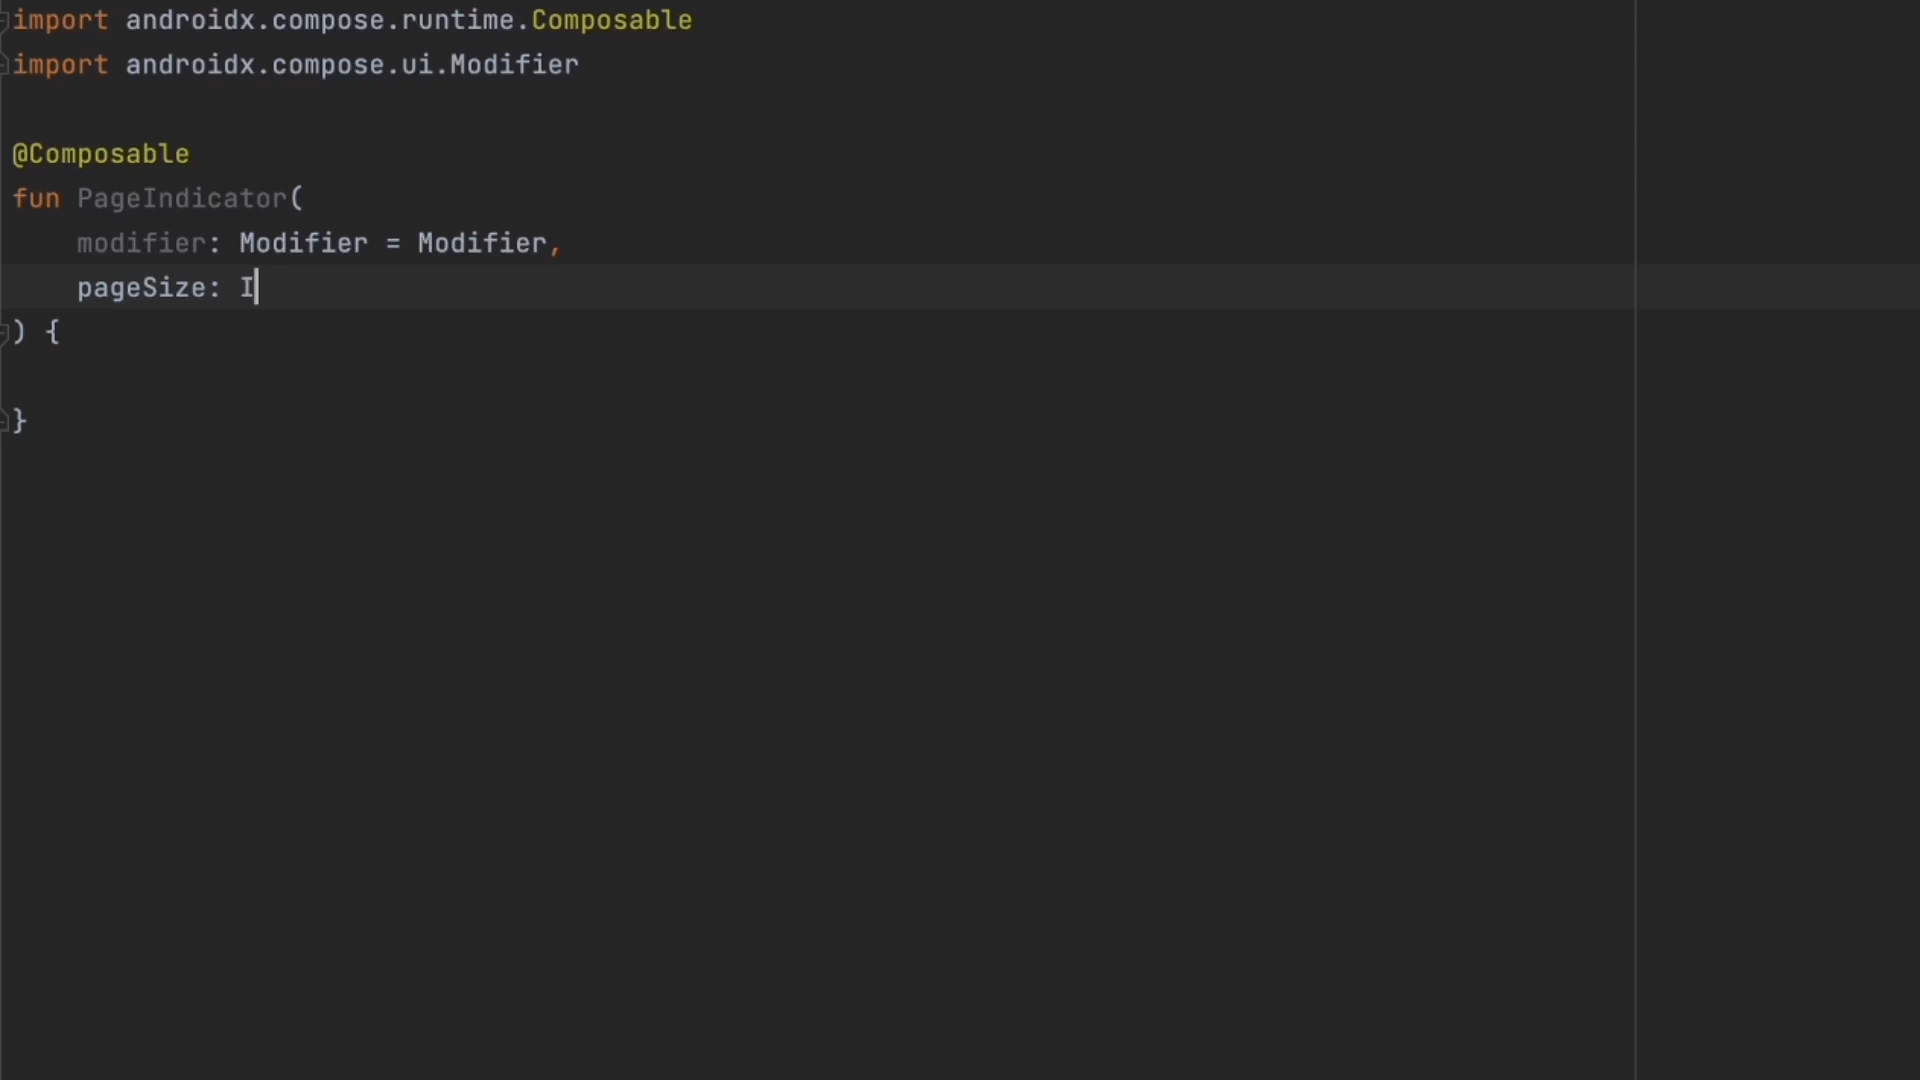 import androidx.compose.runtime.Composable
import androidx.compose.ui.Modifier
@Composable
fun PageIndicator(
modifier: Modifier = Modifier,
pageSize: I
) {
}